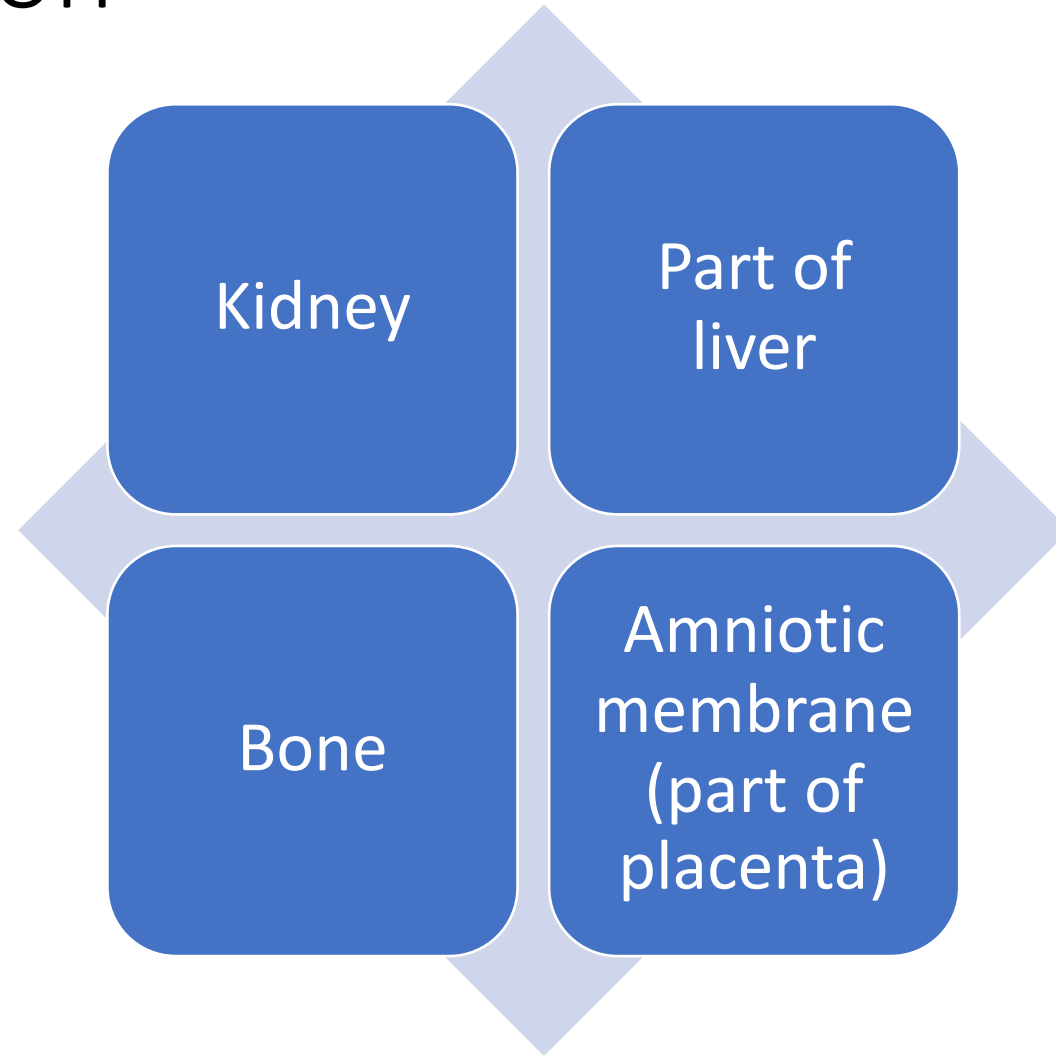 Kidney
Part of
liver
Bone
Amniotic
membrane
(part of
placenta)